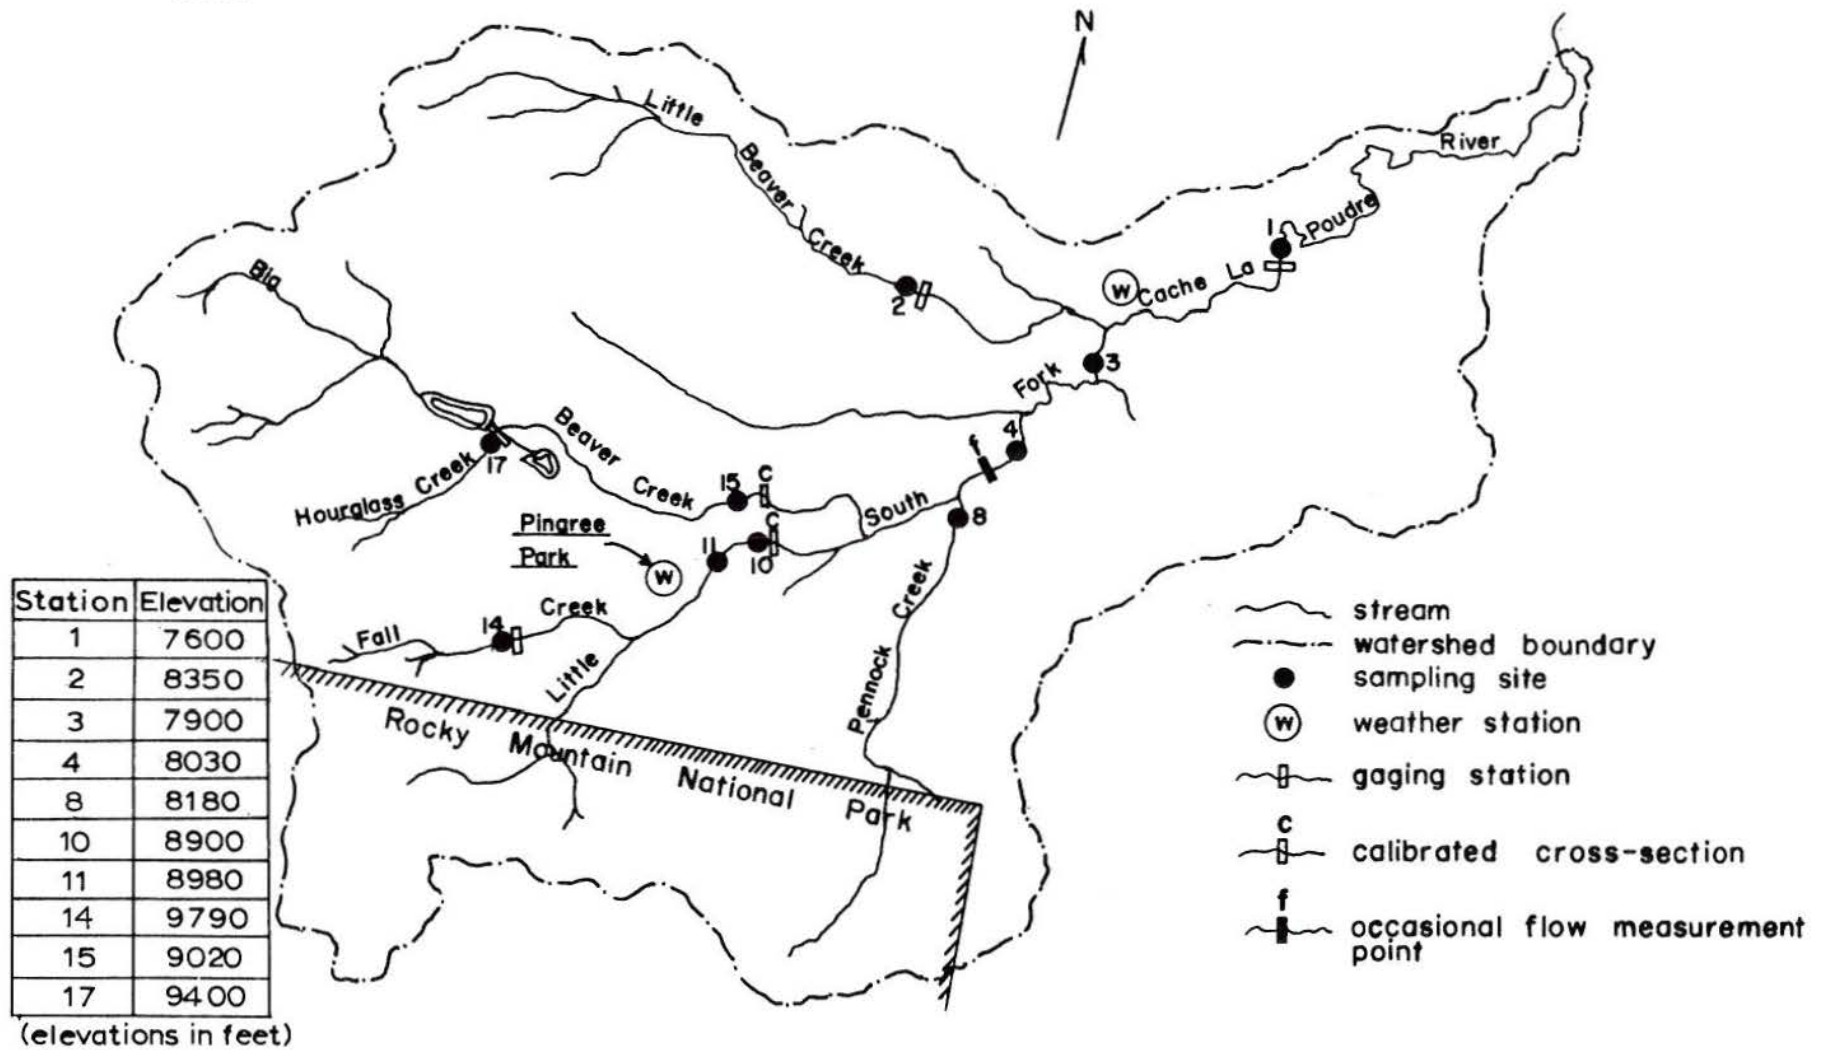 N
Little
Beaver
Creek
2
Big
Beaver
Creek
15
C
17
Hourglass Creek
Pingree
Park
W
11
10
C
14
Fall
Creek
Little
South
Fork
f
4
8
3
W
Cache La Poudre River
1
Pennock Creek
Rocky Mountain National Park
Station Elevation
1 7600
2 8350
3 7900
4 8030
8 8180
10 8900
11 8980
14 9790
15 9020
17 9400
(elevations in feet)
stream
watershed boundary
sampling site
W weather station
gaging station
C
calibrated cross-section
f
occasional flow measurement
point